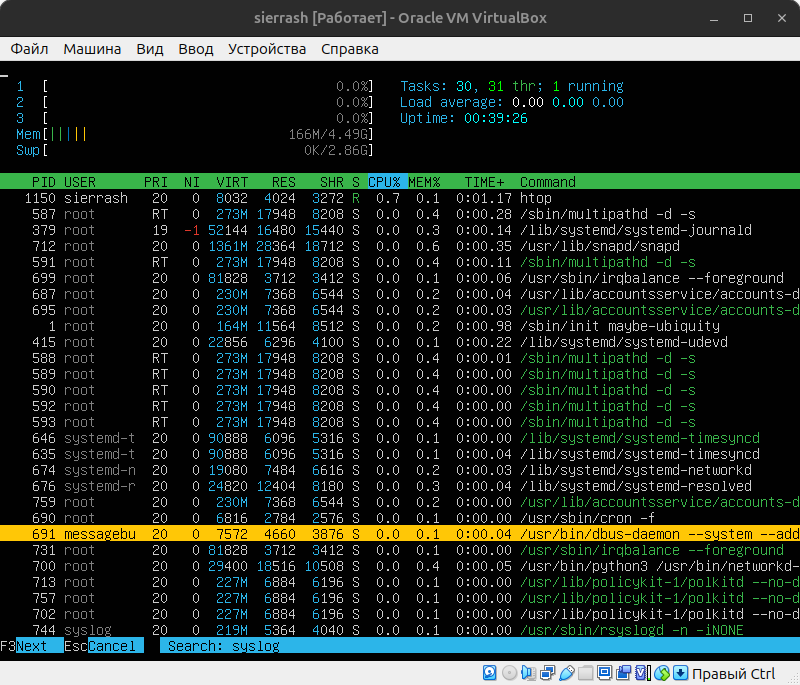 sierrash [Работает] - Oracle VM VirtualBox
Файл Машина Вид Ввод Устройства Справка
1 [ 0.0%] Tasks: 30, 31 thr; 1 running
2 [ 0.0%] Load average: 0.00 0.00 0.00
3 [ 0.0%] Uptime: 00:39:26
Mem[||||| 166M/4.49G]
Swp[ 0K/2.86G]
PID USER PRI NI VIRT RES SHR S CPU% MEM% TIME+ Command
1150 sierrash 20 0 8032 4024 3272 R 0.7 0.1 0:01.17 htop
587 root RT 0 273M 17948 8208 S 0.0 0.4 0:00.28 /sbin/multipathd -d -s
379 root 19 -1 52144 16480 15440 S 0.0 0.3 0:00.14 /lib/systemd/systemd-journald
712 root 20 0 1361M 28364 18712 S 0.0 0.6 0:00.35 /usr/lib/snapd/snapd
591 root RT 0 273M 17948 8208 S 0.0 0.4 0:00.11 /sbin/multipathd -d -s
699 root 20 0 81828 3712 3412 S 0.0 0.1 0:00.06 /usr/sbin/irqbalance --foreground
687 root 20 0 230M 7368 6544 S 0.0 0.2 0:00.04 /usr/lib/accountsservice/accounts-d
695 root 20 0 230M 7368 6544 S 0.0 0.2 0:00.03 /usr/lib/accountsservice/accounts-d
1 root 20 0 164M 11564 8512 S 0.0 0.2 0:00.98 /sbin/init maybe-ubiquity
415 root 20 0 22856 6296 4100 S 0.0 0.1 0:00.22 /lib/systemd/systemd-udevd
588 root RT 0 273M 17948 8208 S 0.0 0.4 0:00.01 /sbin/multipathd -d -s
589 root RT 0 273M 17948 8208 S 0.0 0.4 0:00.00 /sbin/multipathd -d -s
590 root RT 0 273M 17948 8208 S 0.0 0.4 0:00.00 /sbin/multipathd -d -s
592 root RT 0 273M 17948 8208 S 0.0 0.4 0:00.00 /sbin/multipathd -d -s
593 root RT 0 273M 17948 8208 S 0.0 0.4 0:00.00 /sbin/multipathd -d -s
646 systemd-t 20 0 90888 6096 5316 S 0.0 0.1 0:00.00 /lib/systemd/systemd-timesyncd
635 systemd-t 20 0 90888 6096 5316 S 0.0 0.1 0:00.04 /lib/systemd/systemd-timesyncd
674 systemd-n 20 0 19080 7484 6616 S 0.0 0.2 0:00.03 /lib/systemd/systemd-networkd
676 systemd-r 20 0 24820 12404 8180 S 0.0 0.3 0:00.04 /lib/systemd/systemd-resolved
759 root 20 0 230M 7368 6544 S 0.0 0.2 0:00.00 /usr/lib/accountsservice/accounts-d
690 root 20 0 6816 2784 2576 S 0.0 0.1 0:00.00 /usr/sbin/cron -f
691 messagebu 20 0 7572 4660 3876 S 0.0 0.1 0:00.04 /usr/bin/dbus-daemon --system --add
731 root 20 0 81828 3712 3412 S 0.0 0.1 0:00.00 /usr/sbin/irqbalance --foreground
700 root 20 0 29400 18516 10508 S 0.0 0.4 0:00.05 /usr/bin/python3 /usr/bin/networkd-
713 root 20 0 227M 6884 6196 S 0.0 0.1 0:00.00 /usr/lib/policykit-1/polkitd --no-d
757 root 20 0 227M 6884 6196 S 0.0 0.1 0:00.00 /usr/lib/policykit-1/polkitd --no-d
702 root 20 0 227M 6884 6196 S 0.0 0.1 0:00.00 /usr/lib/policykit-1/polkitd --no-d
744 syslog 20 0 219M 5364 4040 S 0.0 0.1 0:00.00 /usr/sbin/rsyslogd -n -iNONE
F3Next EscCancel Search: syslog
Правый Ctrl